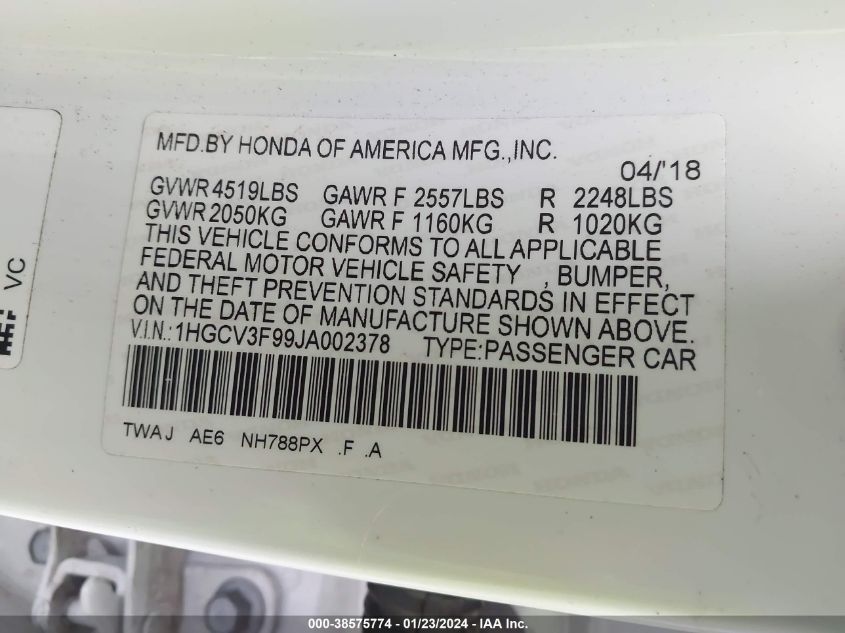 MFD.BY HONDA OF AMERICA MFG.,INC.
04/'18
GVWR 4519LBS GAWR F 2557LBS R 2248LBS
GVWR 2050KG GAWR F 1160KG R 1020KG
THIS VEHICLE CONFORMS TO ALL APPLICABLE
FEDERAL MOTOR VEHICLE SAFETY , BUMPER,
AND THEFT PREVENTION STANDARDS IN EFFECT
ON THE DATE OF MANUFACTURE SHOWN ABOVE.
V.I.N.:1HGCV3F99JA002378 TYPE:PASSENGER CAR
TWAJ AE6 NH788PX .F .A
VC
000-38575774 - 01/23/2024 - IAA Inc.